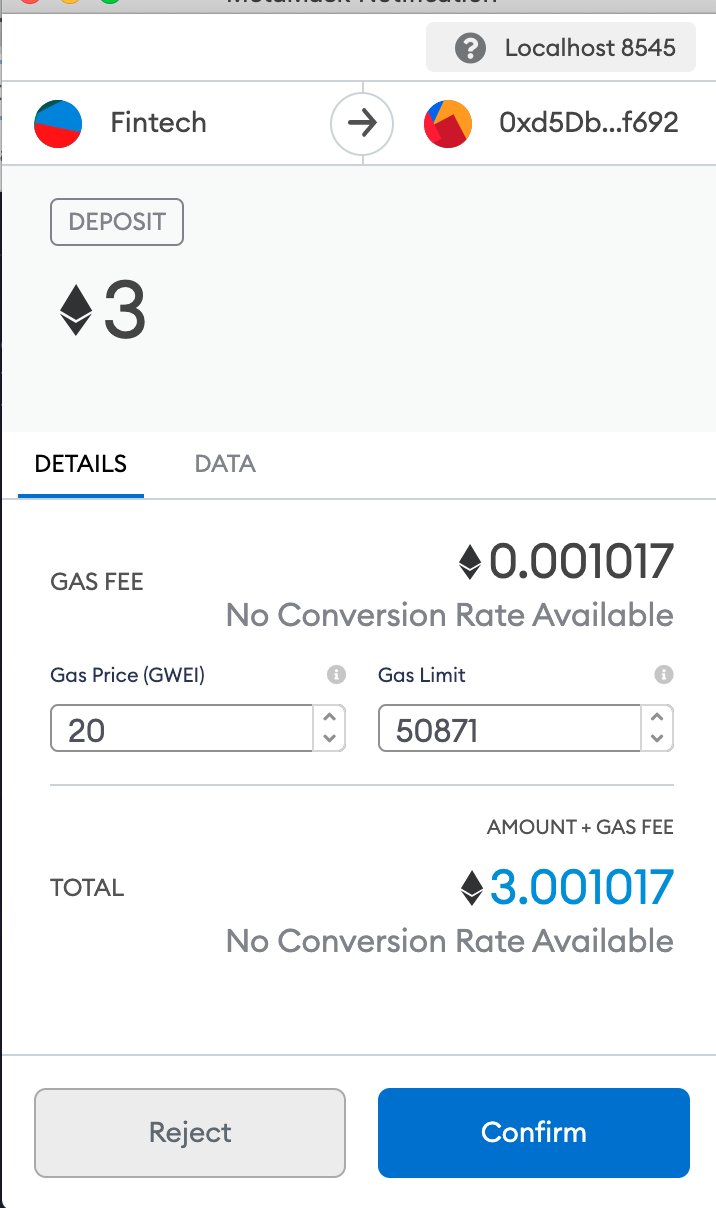 MetaMask Notification
Localhost 8545
Fintech
0xd5Db...f692
DEPOSIT
3
DETAILS DATA
GAS FEE
0.001017
No Conversion Rate Available
Gas Price (GWEI) Gas Limit
20 50871
AMOUNT + GAS FEE
TOTAL
3.001017
No Conversion Rate Available
Reject Confirm